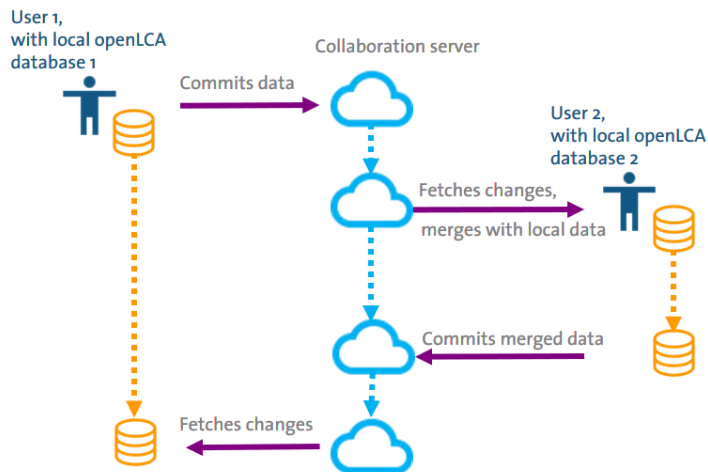 User 1,
with local openLCA
database 1
Collaboration server
Commits data
User 2,
with local openLCA
database 2
Fetches changes,
merges with local data
Commits merged data
Fetches changes